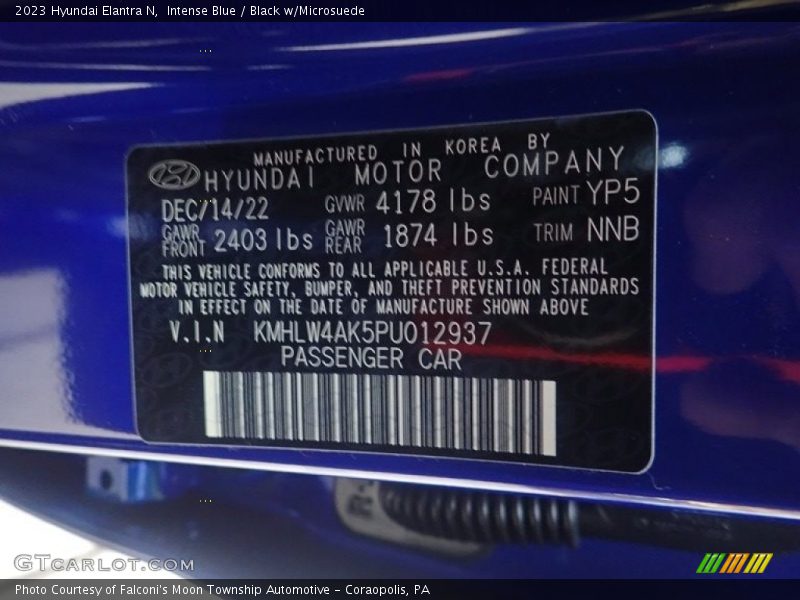 2023 Hyundai Elantra N, Intense Blue / Black w/Microsuede
MANUFACTURED IN KOREA BY
HYUNDAI MOTOR COMPANY
DEC/14/22 GVWR 4178 lbs PAINT YP5
GAWR FRONT 2403 lbs GAWR REAR 1874 lbs TRIM NNB
THIS VEHICLE CONFORMS TO ALL APPLICABLE U.S.A. FEDERAL
MOTOR VEHICLE SAFETY, BUMPER, AND THEFT PREVENTION STANDARDS
IN EFFECT ON THE DATE OF MANUFACTURE SHOWN ABOVE
V.I.N KMHLW4AK5PU012937
PASSENGER CAR
GTCARLOT.COM
Photo Courtesy of Falconi's Moon Township Automotive - Coraopolis, PA